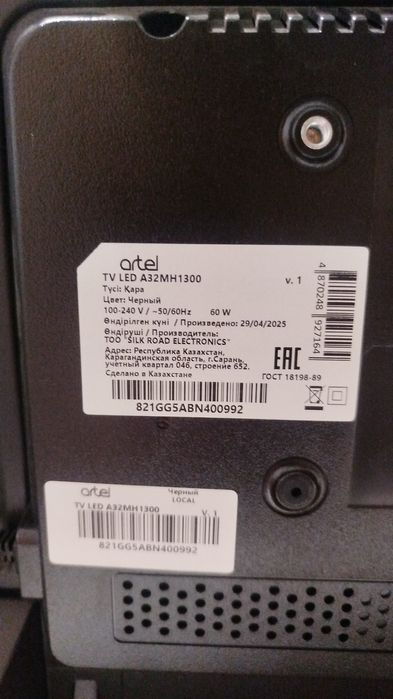 artel
TV LED A32MH1300 v. 1
Түсі: Қара
Цвет: Черный
100-240 V / ~50/60Hz 60 W
Өндірілген күні / Произведено: 29/04/2025
Өндіруші / Производитель:
ТОО "SILK ROAD ELECTRONICS"
Адрес: Республика Казахстан,
Карагандинская область, г.Сарань,
учетный квартал 046, строение 652.
Сделано в Казахстане
821GG5ABN400992
4 870248 927164
EAC
ГОСТ 18198-89
artel Черный
LOCAL
TV LED A32MH1300 V. 1
821GG5ABN400992